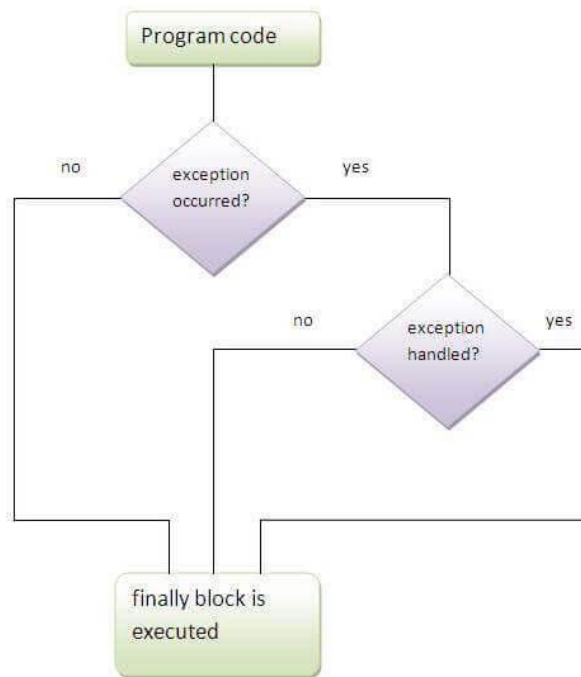 Program code
no
exception
occurred?
yes
no
exception
handled?
yes
finally block is
executed